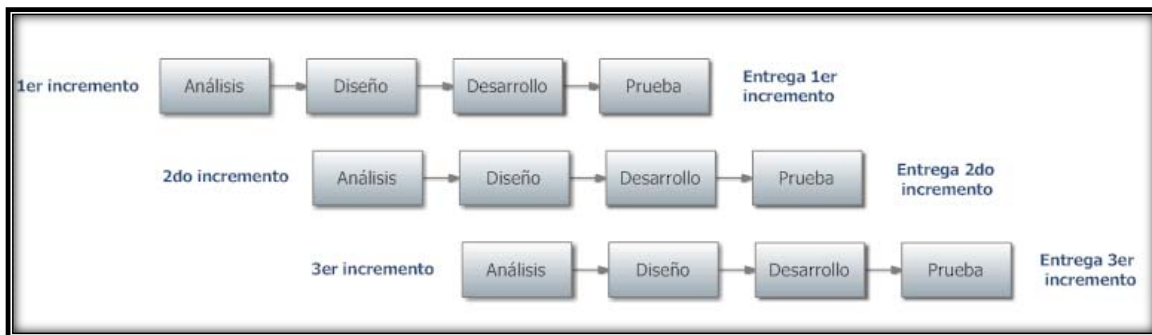 1er incremento Análisis Diseño Desarrollo Prueba Entrega 1er
incremento
2do incremento Análisis Diseño Desarrollo Prueba Entrega 2do
incremento
3er incremento Análisis Diseño Desarrollo Prueba Entrega 3er
incremento